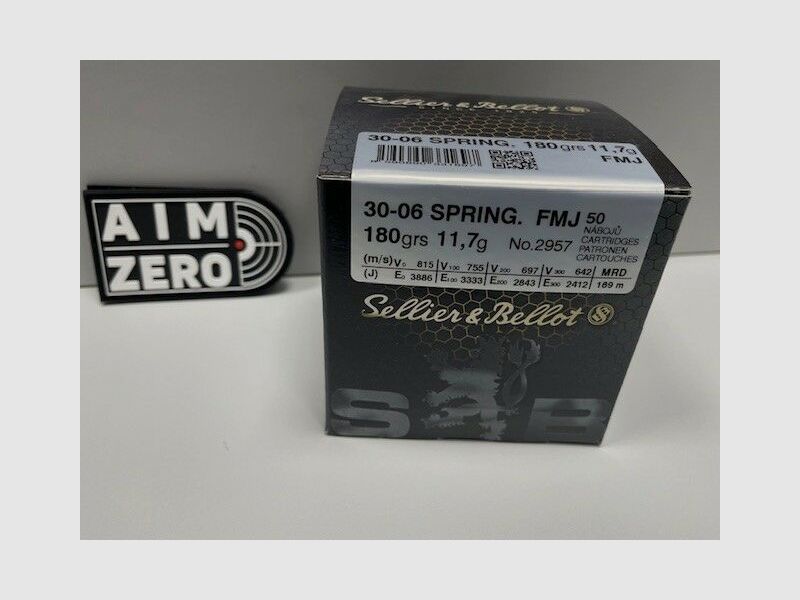 AIM
ZERO
Sellier & Bellot
30-06 SPRING. 180grs 11,7g
FMJ
30-06 SPRING. FMJ 50
180grs 11,7g No.2957
NÁBOJŮ
CARTRIDGES
PATRONEN
CARTOUCHES
(m/s) V0 815 V100 755 V200 697 V300 642 MRD
(J) E0 3886 E100 3333 E200 2843 E300 2412 189 m
Sellier & Bellot
S B